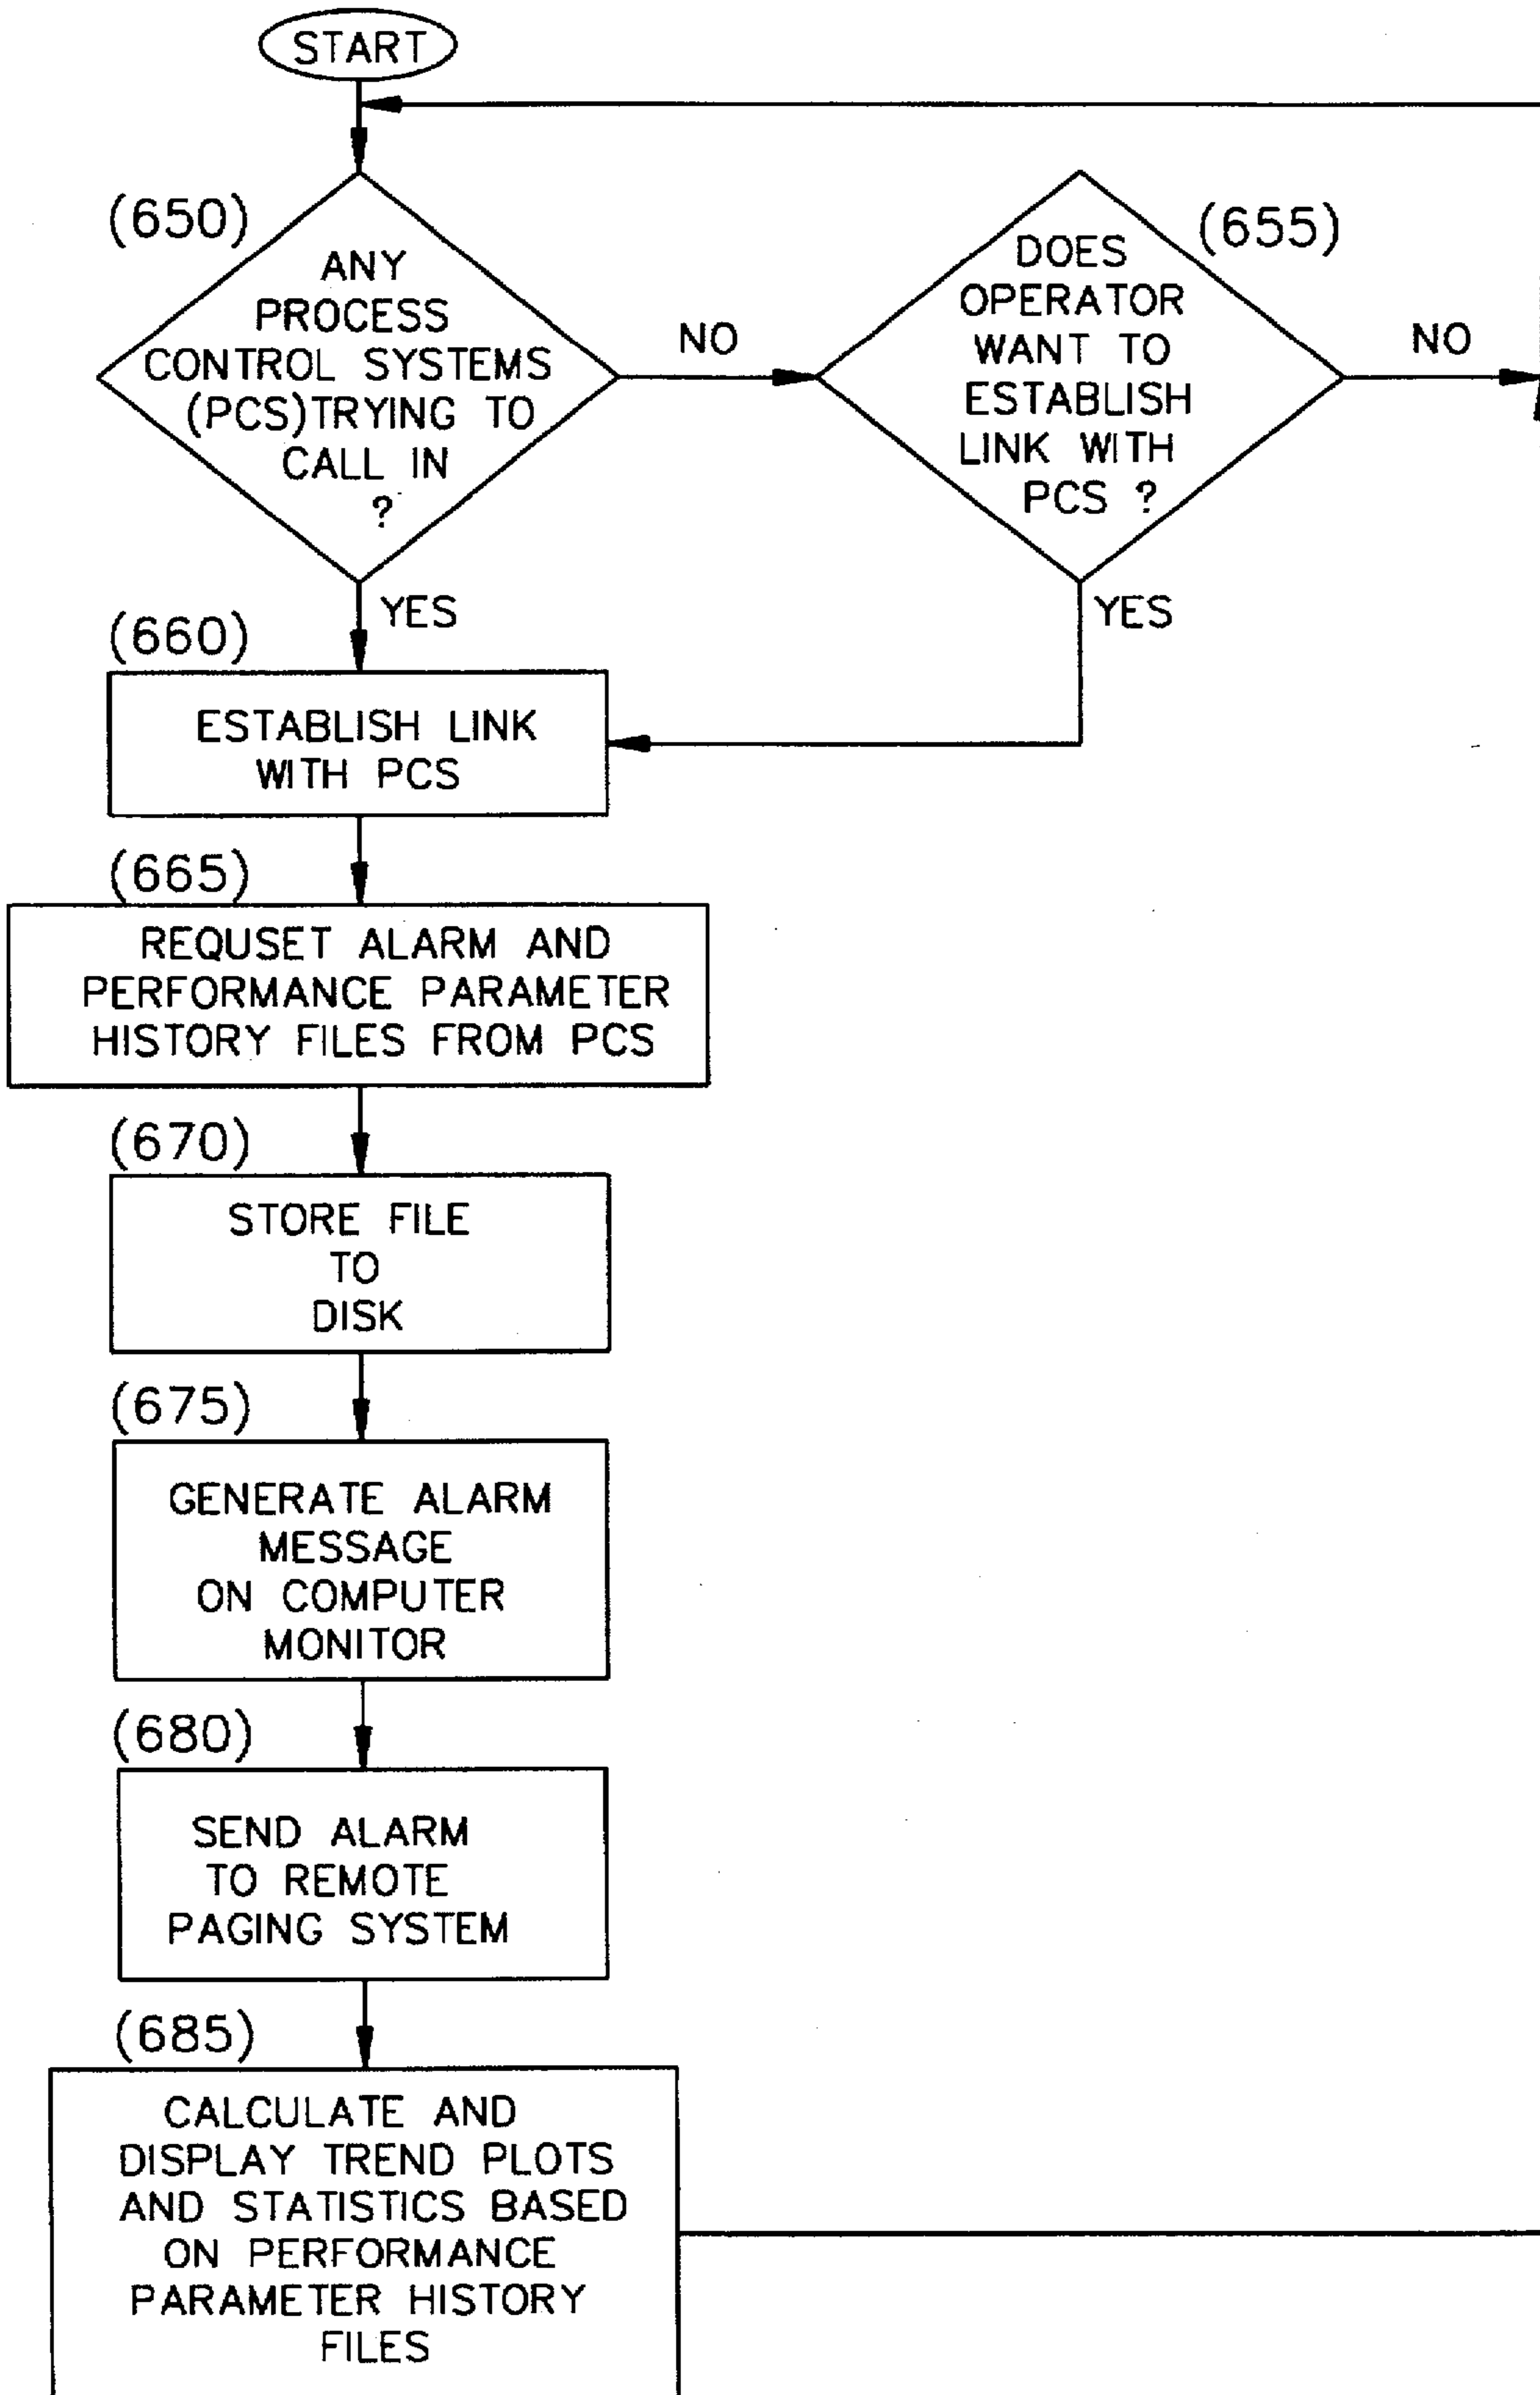 START
(650)
ANY
PROCESS
CONTROL SYSTEMS
(PCS)TRYING TO
CALL IN
?
NO
(655)
DOES
OPERATOR
WANT TO
ESTABLISH
LINK WITH
PCS ?
NO
YES
YES
(660)
ESTABLISH LINK
WITH PCS
(665)
REQUSET ALARM AND
PERFORMANCE PARAMETER
HISTORY FILES FROM PCS
(670)
STORE FILE
TO
DISK
(675)
GENERATE ALARM
MESSAGE
ON COMPUTER
MONITOR
(680)
SEND ALARM
TO REMOTE
PAGING SYSTEM
(685)
CALCULATE AND
DISPLAY TREND PLOTS
AND STATISTICS BASED
ON PERFORMANCE
PARAMETER HISTORY
FILES